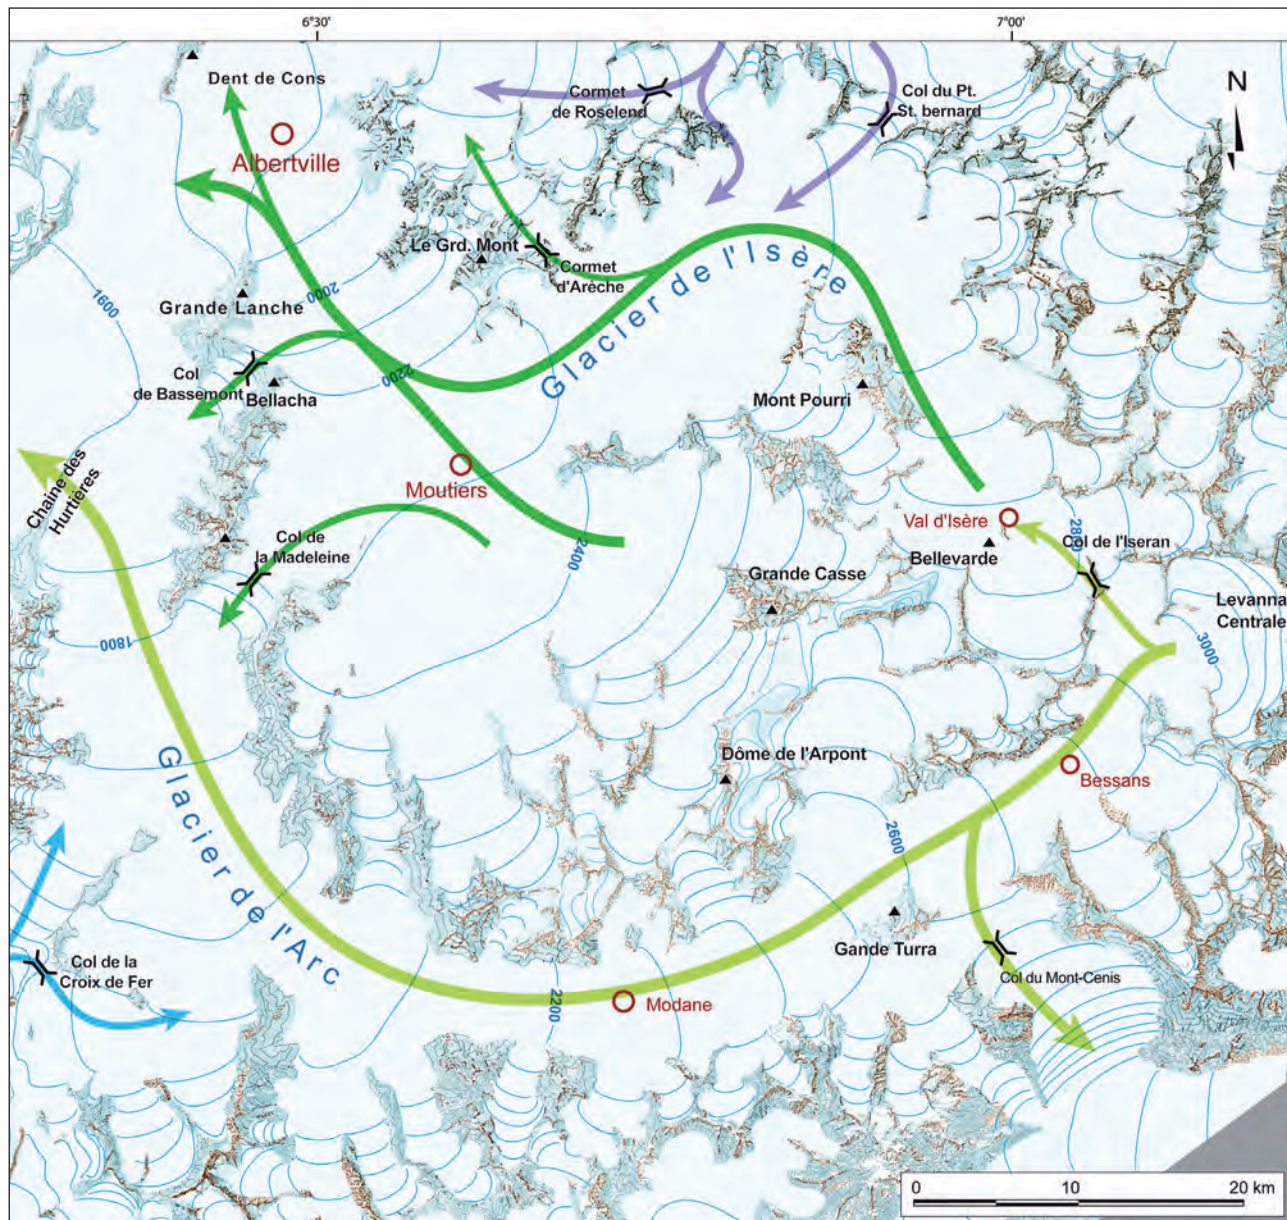 6°30'
7°00'
Dent de Cons
Cormet
de Roselend
Col du Pt.
St. bernard
N
Albertville
Le Grd. Mont
Cormet
d'Arèche
Glacier de l'Isère
1600
2000
Grande Lanche
Col
de Bassemont
Bellacha
2200
Mont Pourri
Chaine des
Hurtières
Moutiers
Val d'Isère
2800
Col de l'Iseran
Bellevarde
Col de
la Madeleine
2400
Grande Casse
Levanna
Centrale
3000
1800
Glacier de l'Arc
Dôme de l'Arpont
Bessans
2600
Gande Turra
Col du Mont-Cenis
Col de la
Croix de Fer
2200
Modane
0 10 20 km